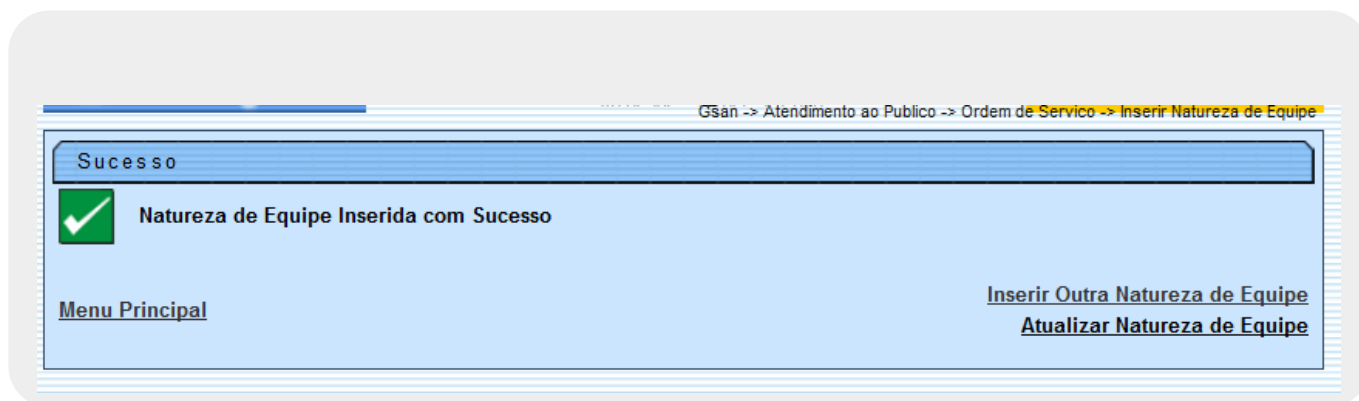 Gsan -> Atendimento ao Publico -> Ordem de Servico -> Inserir Natureza de Equipe
Sucesso
Natureza de Equipe Inserida com Sucesso
Inserir Outra Natureza de Equipe
Menu Principal
Atualizar Natureza de Equipe